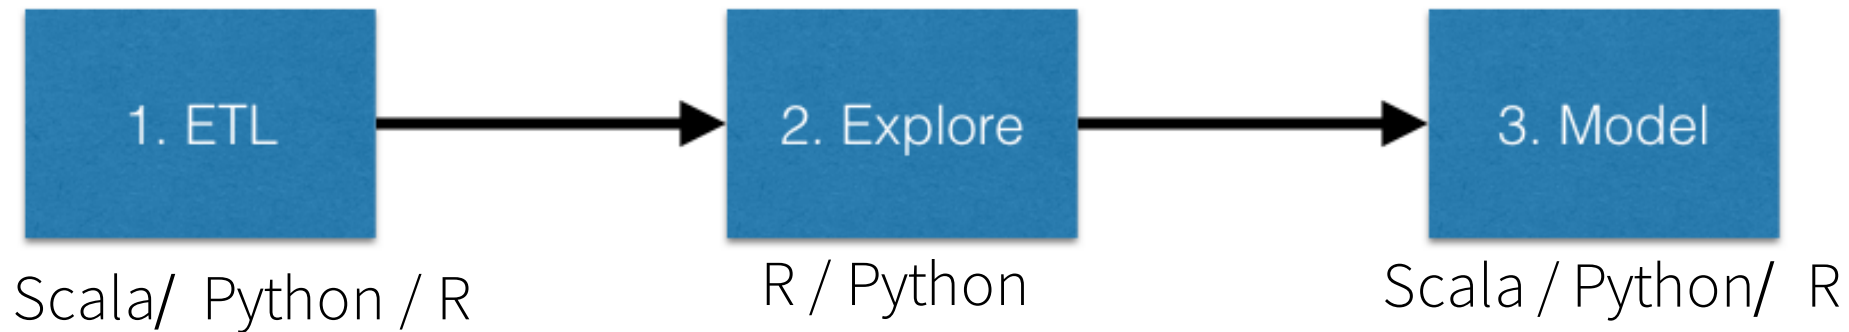 1. ETL
2. Explore
3. Model
Scala/ Python / R
R / Python
Scala / Python/ R